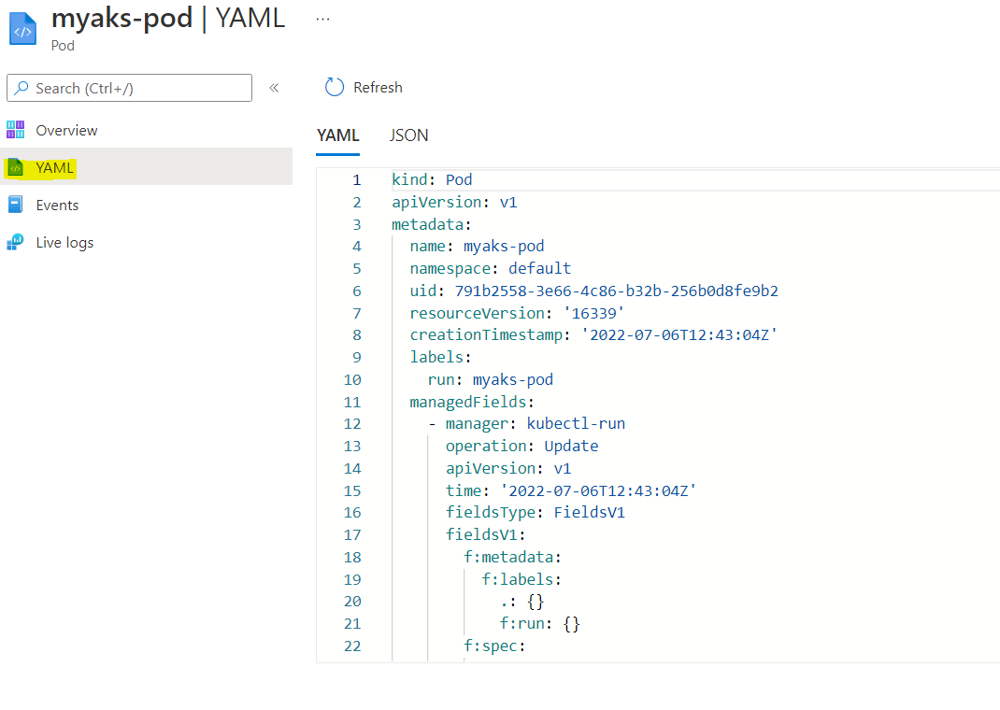 myaks-pod | YAML ...
Pod
Search (Ctrl+/) «
Refresh
Overview
YAML
Events
Live logs
YAML JSON
1 kind: Pod
2 apiVersion: v1
3 metadata:
4   name: myaks-pod
5   namespace: default
6   uid: 791b2558-3e66-4c86-b32b-256b0d8fe9b2
7   resourceVersion: '16339'
8   creationTimestamp: '2022-07-06T12:43:04Z'
9   labels:
10     run: myaks-pod
11   managedFields:
12     - manager: kubectl-run
13       operation: Update
14       apiVersion: v1
15       time: '2022-07-06T12:43:04Z'
16       fieldsType: FieldsV1
17       fieldsV1:
18         f:metadata:
19           f:labels:
20             .: {}
21             f:run: {}
22         f:spec: